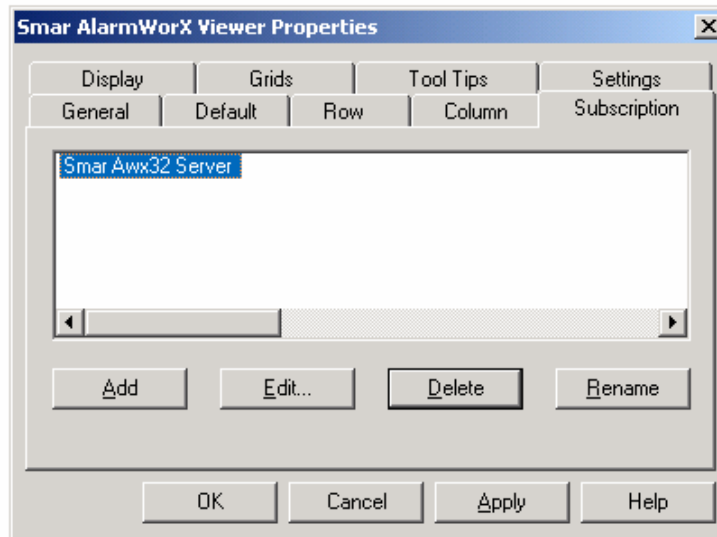 Smar AlarmWorX Viewer Properties
Display Grids Tool Tips Settings
General Default Row Column Subscription
Smar Awx32 Server
Add Edit... Delete Rename
OK Cancel Apply Help